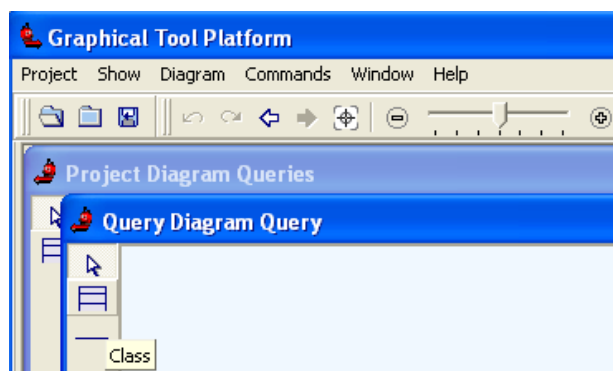 Graphical Tool Platform
Project Show Diagram Commands Window Help
Project Diagram Queries
Query Diagram Query
Class